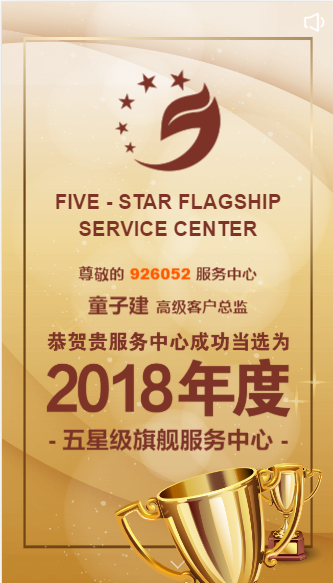 FIVE - STAR FLAGSHIP
SERVICE CENTER
尊敬的 926052 服务中心
童子建 高级客户总监
恭贺贵服务中心成功当选为
2018年度
- 五星级旗舰服务中心 -